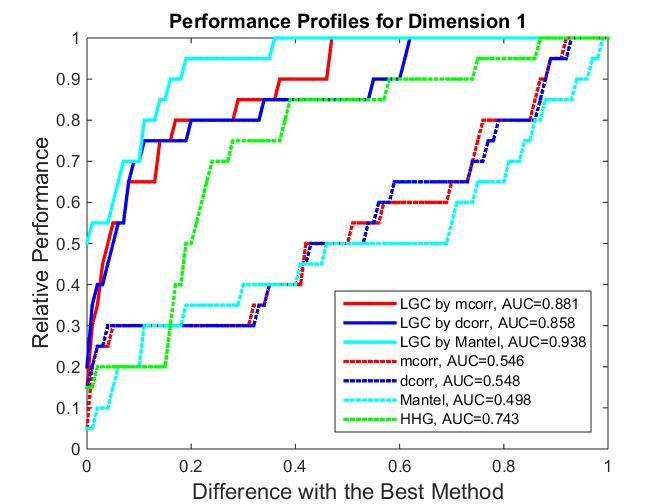 Performance Profiles for Dimension 1
1
0.9
0.8
0.7
0.6
0.5
0.4
0.3
0.2
0.1
0
Relative Performance
LGC by mcorr, AUC=0.881
LGC by dcorr, AUC=0.858
LGC by Mantel, AUC=0.938
mcorr, AUC=0.546
dcorr, AUC=0.548
Mantel, AUC=0.498
HHG, AUC=0.743
0 0.2 0.4 0.6 0.8 1
Difference with the Best Method